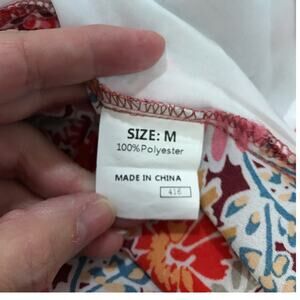 SIZE: M
100%Polyester
MADE IN CHINA
416